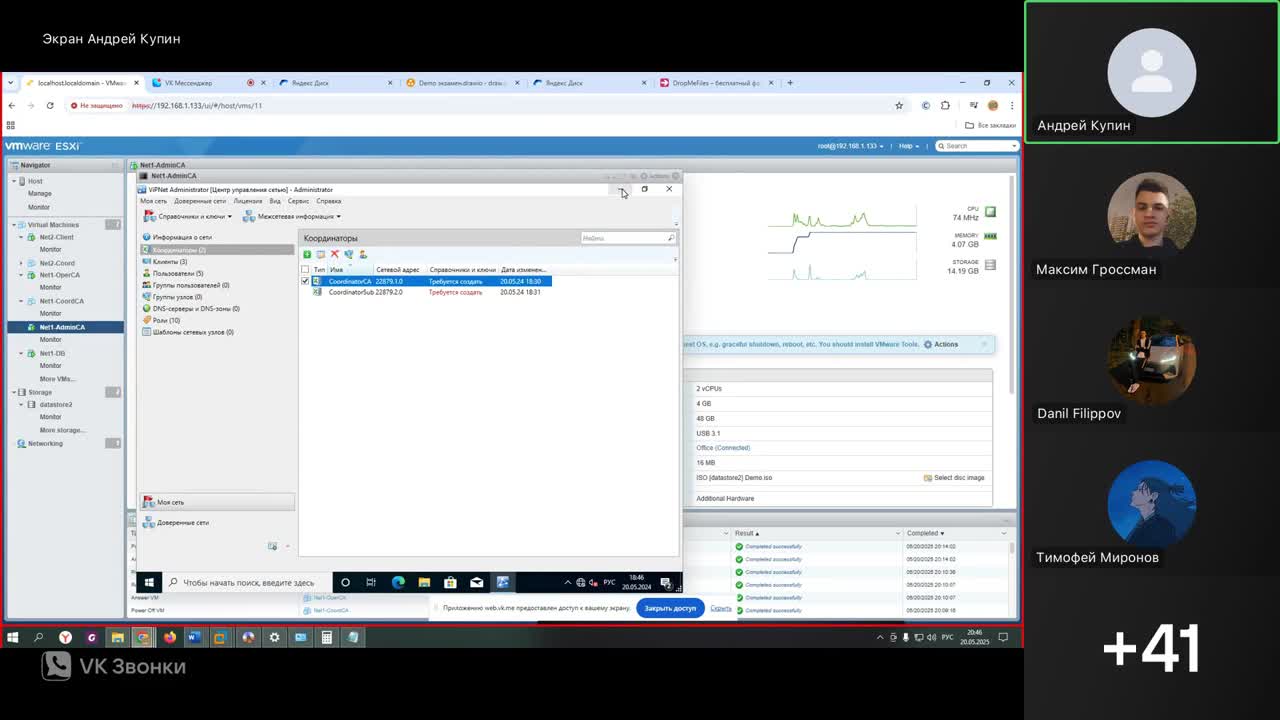 Экран Андрей Купин
localhost.localdomain - VMwa
VK Мессенджер
Яндекс Диск
Demo экзамен.drawio - draw
Яндекс Диск
DropMeFiles – бесплатный ф
Не защищено
https://192.168.1.133/ui/#/host/vms/11
Все закладки
vmware ESXi
root@192.168.1.133
Help
Search
Navigator
Host
Manage
Monitor
Virtual Machines
Net2-Client
Monitor
Net2-Coord
Net1-OperCA
Monitor
Net1-CoordCA
Monitor
Net1-AdminCA
Monitor
Net1-DB
Monitor
More VMs...
Storage
datastore2
Monitor
More storage...
Networking
Net1-AdminCA
Net1-AdminCA
Actions
ViPNet Administrator [Центр управления сетью] - Administrator
Моя сеть Доверенные сети Вид Сервис Справка
Лицензия
Справочники и ключи
Межсетевая информация
Информация о сети
Координаторы (2)
Клиенты (3)
Пользователи (5)
Группы пользователей (0)
Группы узлов (0)
DNS-серверы и DNS-зоны (0)
Роли (10)
Шаблоны сетевых узлов (0)
Моя сеть
Доверенные сети
Координаторы
Найти
Тип Имя Сетевой адрес Справочники и ключи Дата изменен...
CoordinatorCA 22879.1.0 Требуется создать 20.05.24 18:30
CoordinatorSub 22879.2.0 Требуется создать 20.05.24 18:31
Чтобы начать поиск, введите здесь
РУС
18:46
20.05.2024
CPU
74 MHz
MEMORY
4.07 GB
STORAGE
14.19 GB
est OS, e.g. graceful shutdown, reboot, etc. You should install VMware Tools.
Actions
2 vCPUs
4 GB
48 GB
USB 3.1
Office (Connected)
16 MB
ISO [datastore2] Demo.iso
Select disc image
Additional Hardware
Result
Completed
Completed successfully
05/20/2025 20:14:02
Completed successfully
05/20/2025 20:14:02
Completed successfully
05/20/2025 20:10:38
Completed successfully
05/20/2025 20:10:07
Completed successfully
05/20/2025 20:10:07
Completed successfully
05/20/2025 20:09:18
Answer VM
Net1-OperCA
Power Off VM
Net1-CoordCA
Приложению web.vk.me предоставлен доступ к вашему экрану.
Закрыть доступ
Скрыть
РУС
20:46
20.05.2025
VK Звонки
Андрей Купин
Максим Гроссман
Danil Filippov
Тимофей Миронов
+41